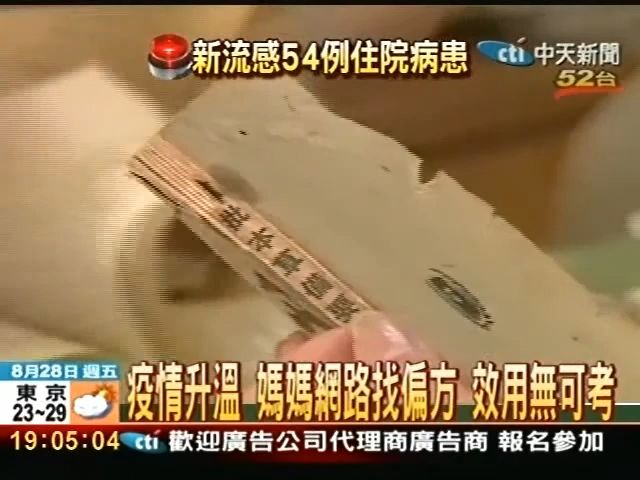 新流感54例住院病患
cti 中天新聞
52台
8月28日 週五
疫情升溫 媽媽網路找偏方 效用無可考
東京
23~29
19:05:04
cti 歡迎廣告公司代理商廣告商 報名參加